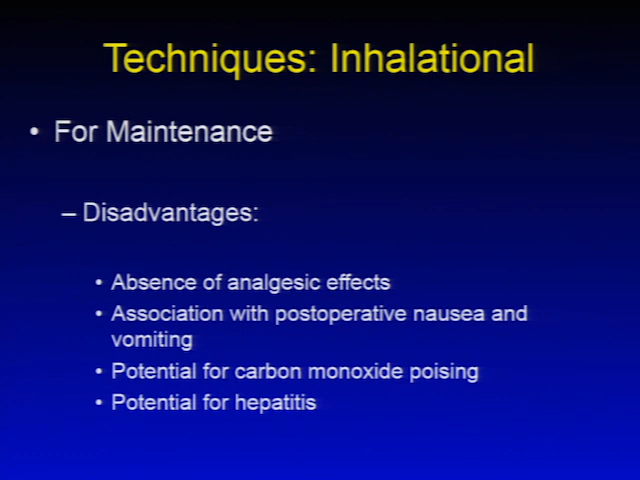 Techniques: Inhalational
• For Maintenance
– Disadvantages:
• Absence of analgesic effects
• Association with postoperative nausea and
vomiting
• Potential for carbon monoxide poising
• Potential for hepatitis